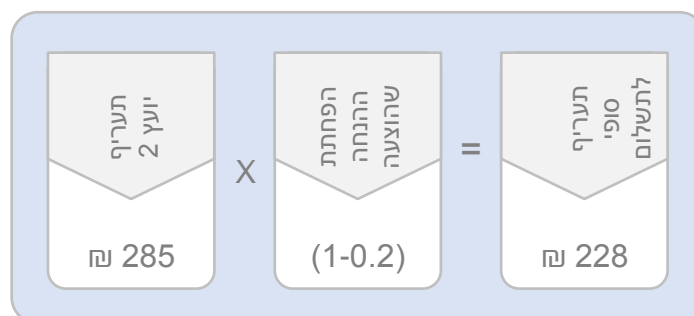 תעריף
יועץ 2
X
הפחתת
ההנחה
שהוצעה
=
תעריף
סופי
לתשלום
285 ₪
(1-0.2)
228 ₪